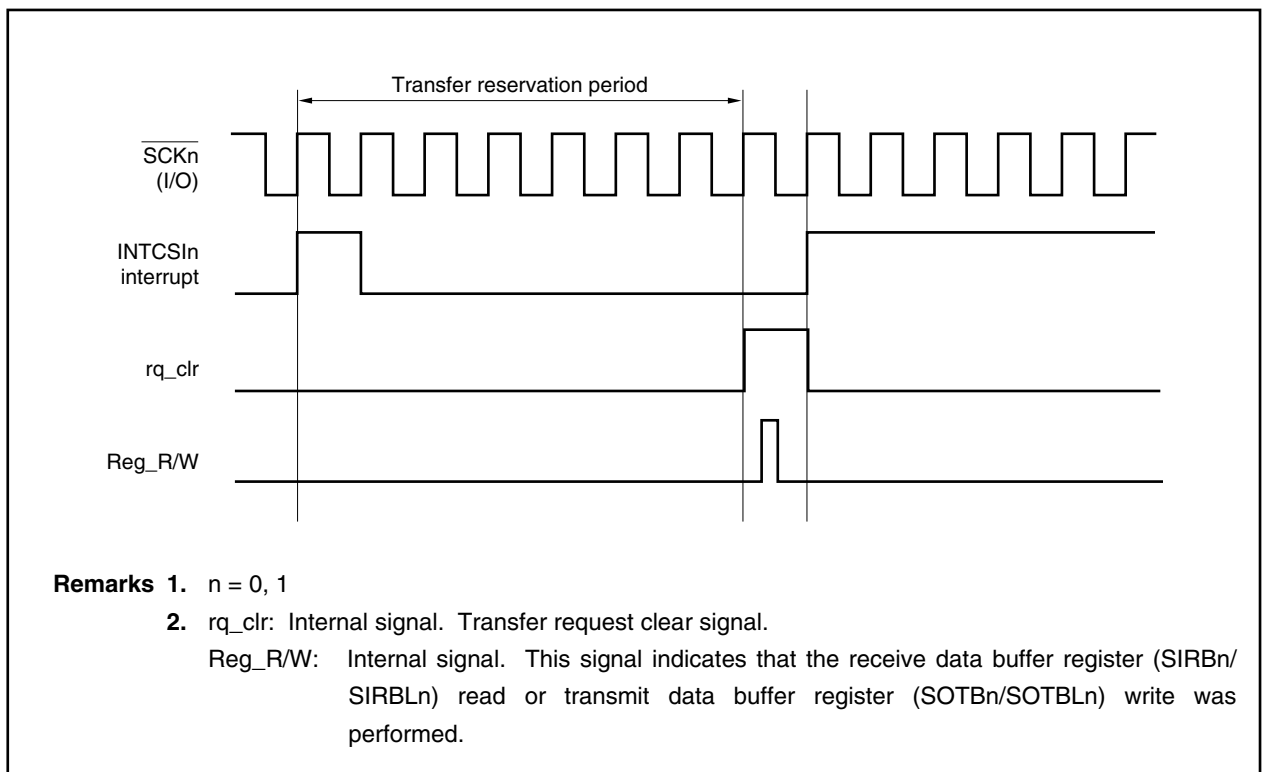 Transfer reservation period
SCKn
(I/O)
INTCSIn
interrupt
rq_clr
Reg_R/W
Remarks 1. n = 0, 1
2. rq_clr: Internal signal. Transfer request clear signal.
Reg_R/W: Internal signal. This signal indicates that the receive data buffer register (SIRBn/
SIRBLn) read or transmit data buffer register (SOTBn/SOTBLn) write was
performed.